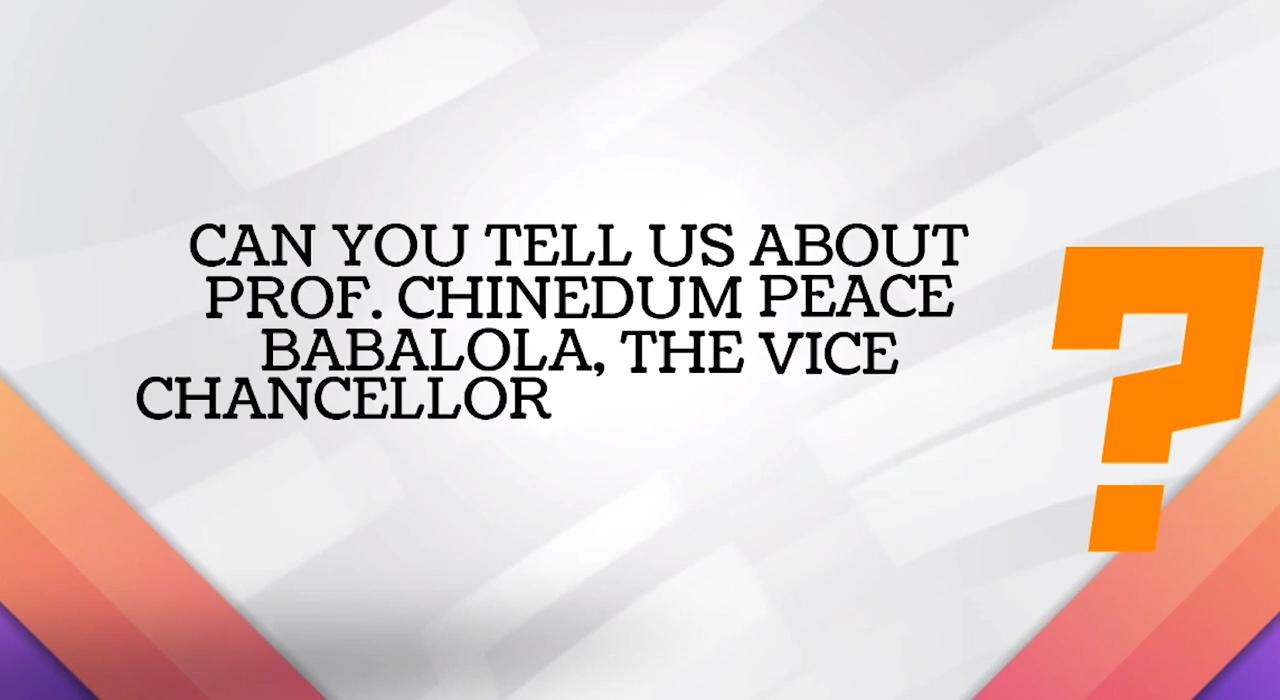 CAN YOU TELL US ABOUT
PROF. CHINEDUM PEACE
BABALOLA, THE VICE
CHANCELLOR
?